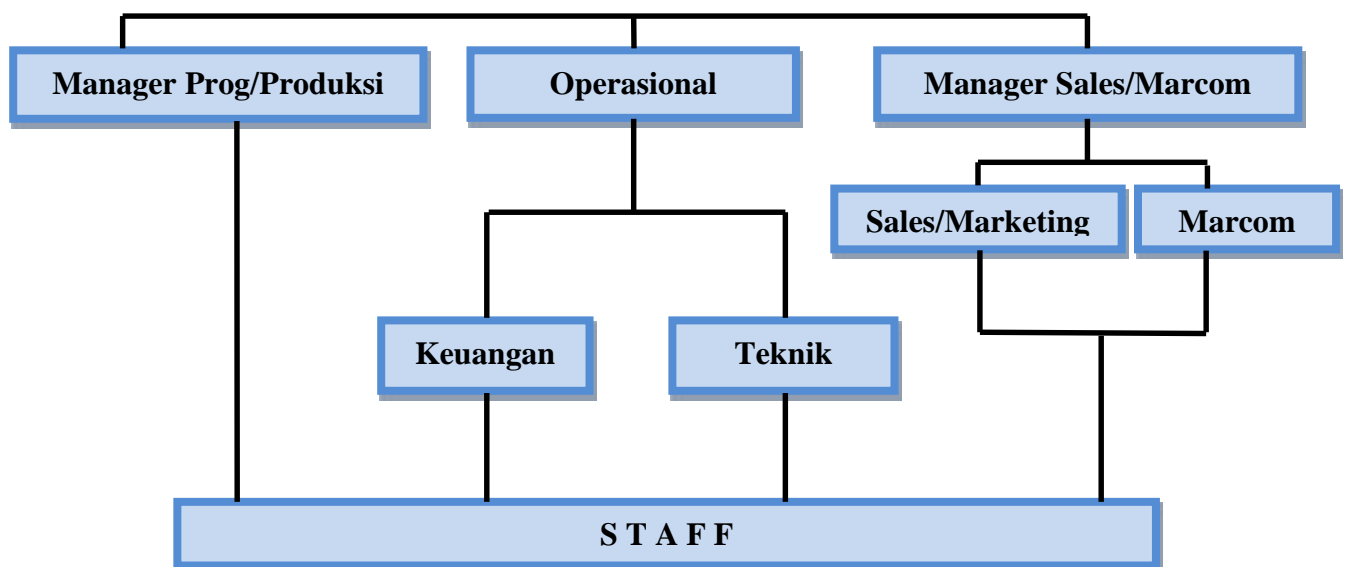 Manager Prog/Produksi
Operasional
Manager Sales/Marcom
Sales/Marketing
Marcom
Keuangan
Teknik
S T A F F